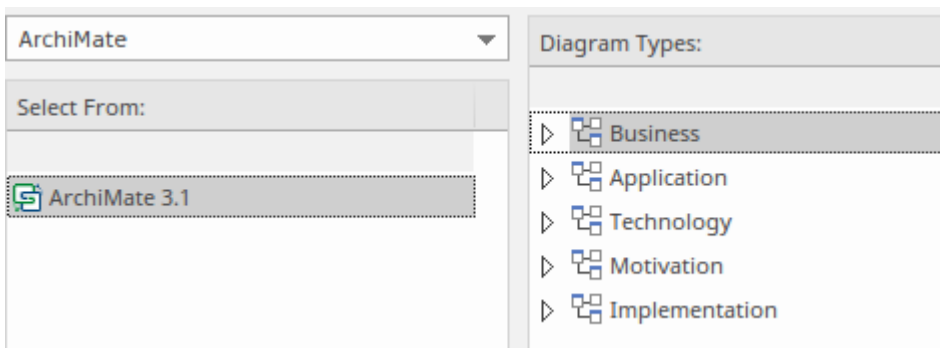 ArchiMate
Select From:
ArchiMate 3.1
Diagram Types:
Business
Application
Technology
Motivation
Implementation